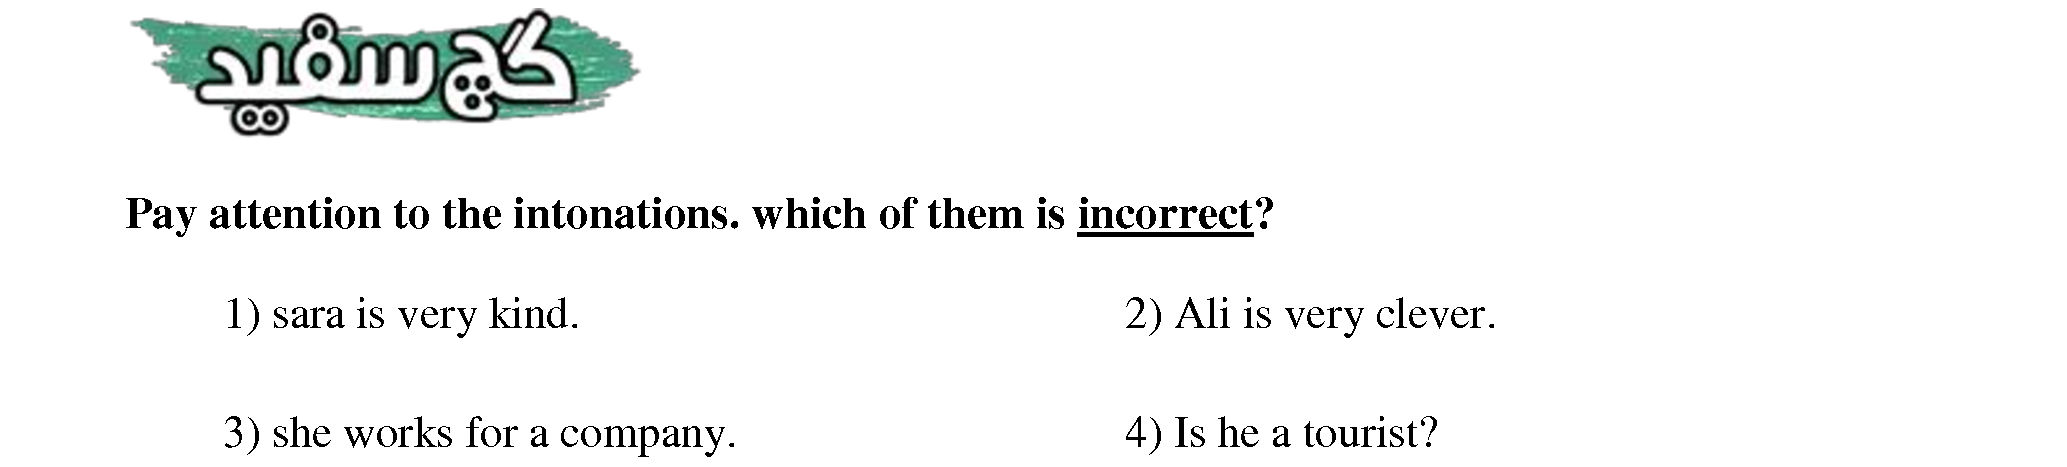 گچ سفید
Pay attention to the intonations. which of them is incorrect?
1) sara is very kind. 2) Ali is very clever.
3) she works for a company. 4) Is he a tourist?